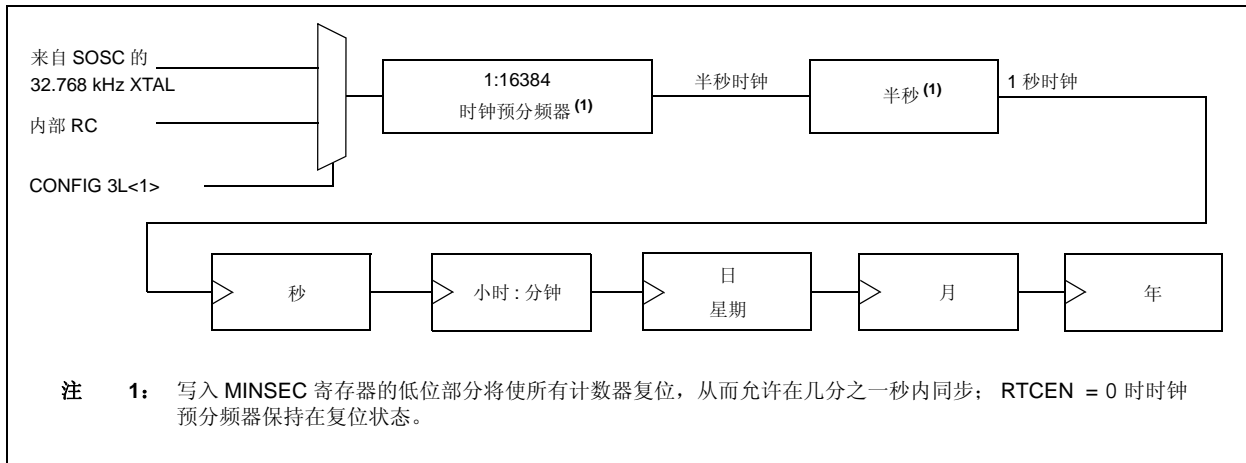 来自 SOSC 的
32.768 kHz XTAL
内部 RC
CONFIG 3L<1>
1:16384
时钟预分频器(1)
半秒时钟
半秒(1)
1 秒时钟
秒
小时 : 分钟
日
星期
月
年
注 1： 写入 MINSEC 寄存器的低位部分将使所有计数器复位，从而允许在几分之一秒内同步； RTCEN = 0 时时钟
预分频器保持在复位状态。